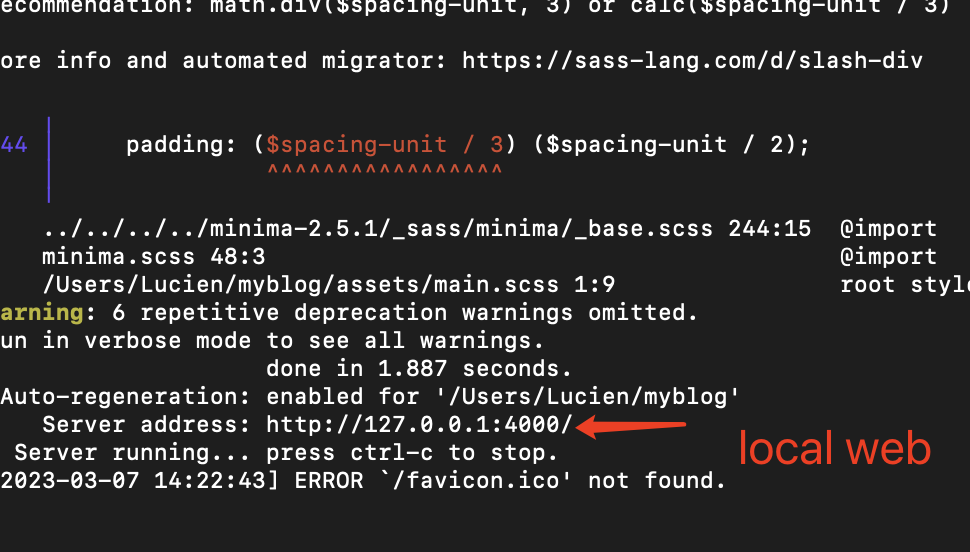 ecommendation: math.div($spacing-unit, 3) or calc($spacing-unit / 3)
ore info and automated migrator: https://sass-lang.com/d/slash-div
44 │     padding: ($spacing-unit / 3) ($spacing-unit / 2);
^^^^^^^^^^^^^^^^^
../../../../minima-2.5.1/_sass/minima/_base.scss 244:15  @import
minima.scss 48:3  @import
/Users/Lucien/myblog/assets/main.scss 1:9  root style
arning: 6 repetitive deprecation warnings omitted.
un in verbose mode to see all warnings.
done in 1.887 seconds.
Auto-regeneration: enabled for '/Users/Lucien/myblog'
Server address: http://127.0.0.1:4000/
local web
Server running... press ctrl-c to stop.
2023-03-07 14:22:43] ERROR `/favicon.ico' not found.